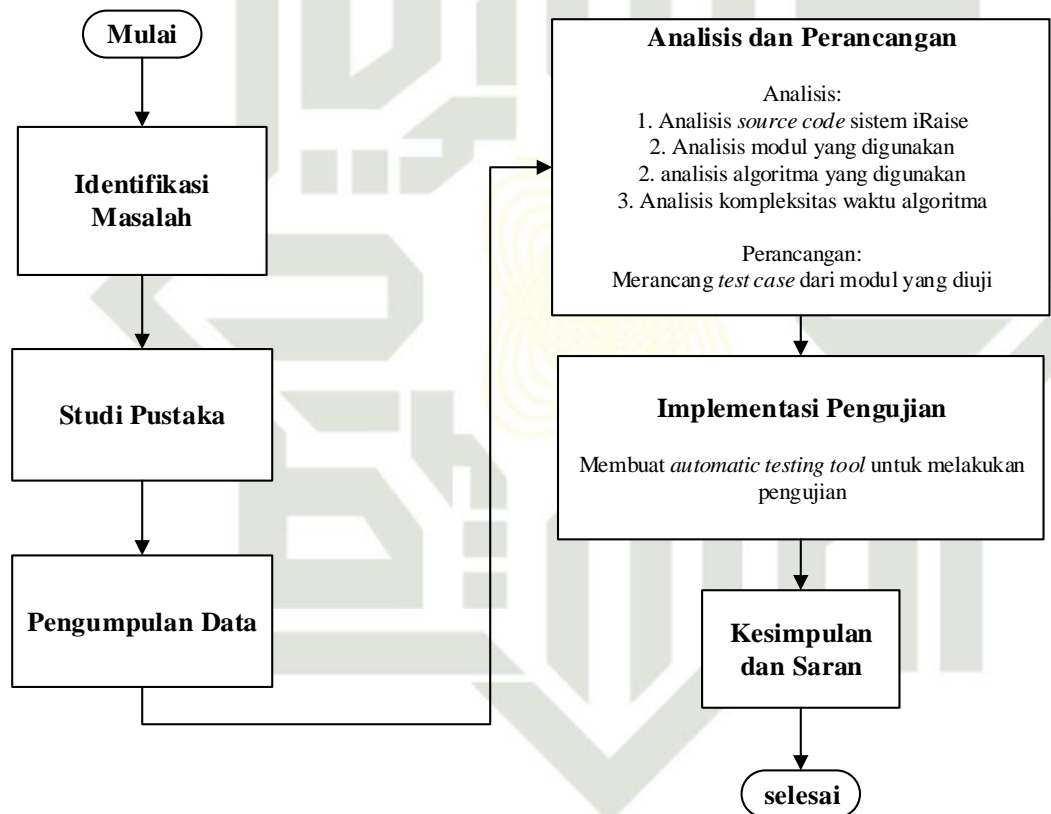 Mulai
Identifikasi
Masalah
Studi Pustaka
Pengumpulan Data
Analisis dan Perancangan
Analisis:
1. Analisis source code sistem iRaise
2. Analisis modul yang digunakan
2. analisis algoritma yang digunakan
3. Analisis kompleksitas waktu algoritma
Perancangan:
Merancang test case dari modul yang diuji
Implementasi Pengujian
Membuat automatic testing tool untuk melakukan
pengujian
Kesimpulan
dan Saran
selesai